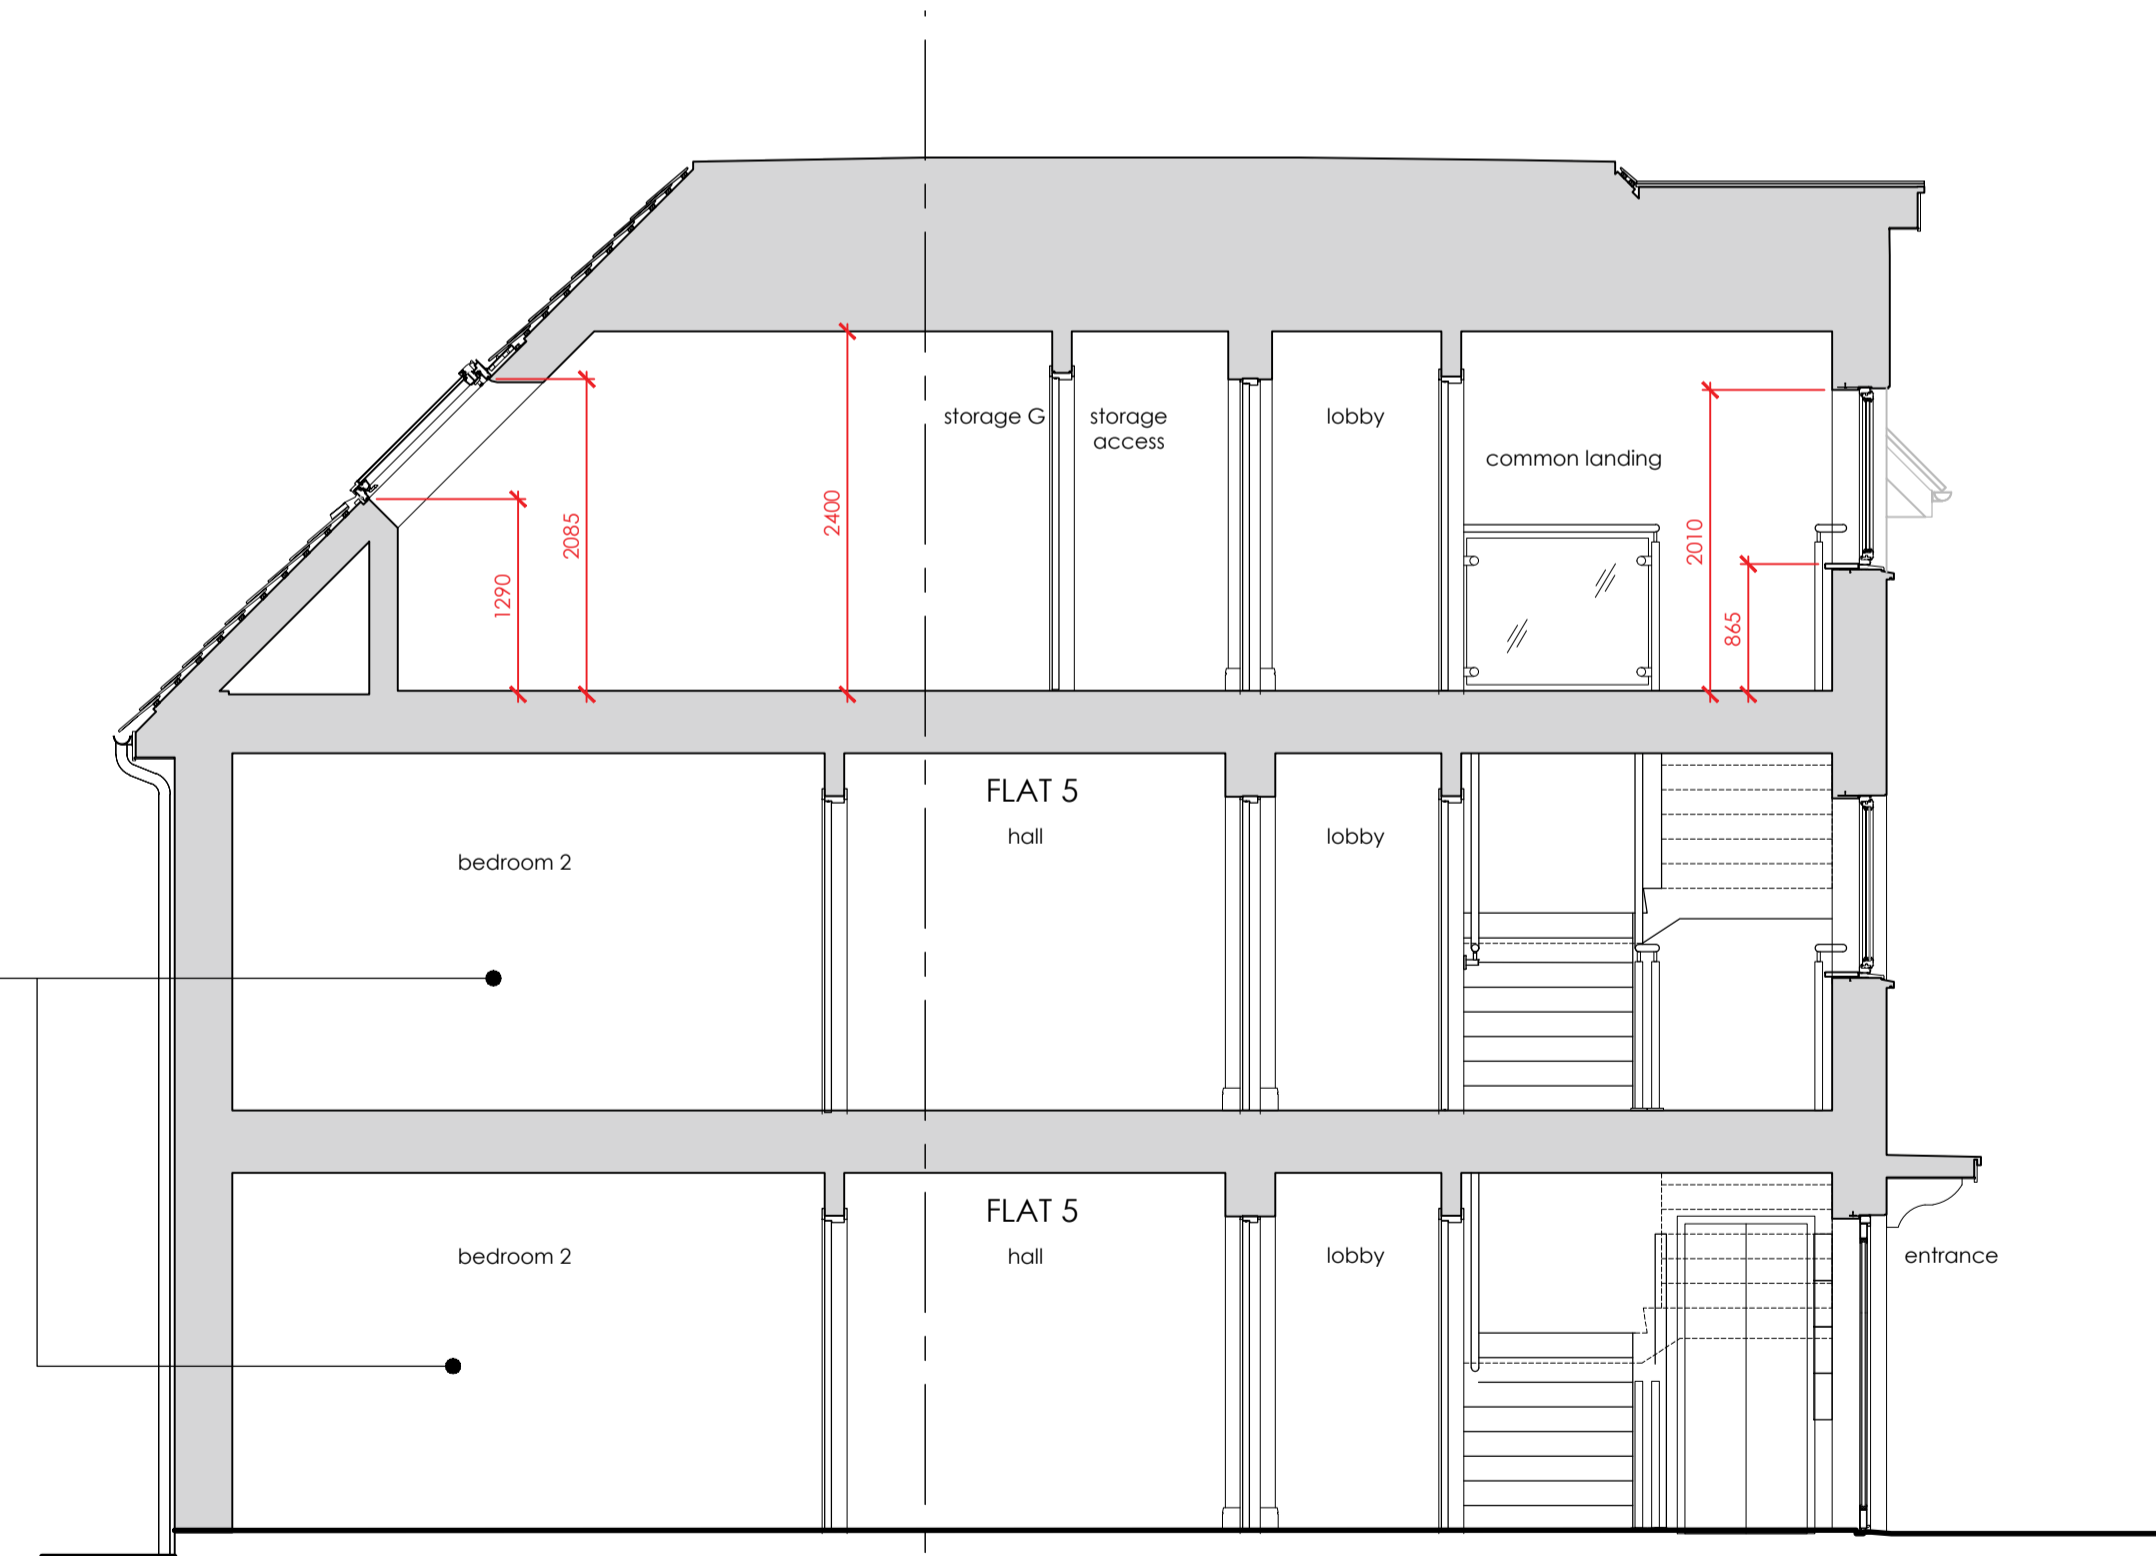 storage G
storage
access
lobby
common landing
2400
2085
1290
2010
865
FLAT 5
hall
lobby
bedroom 2
FLAT 5
hall
lobby
bedroom 2
entrance